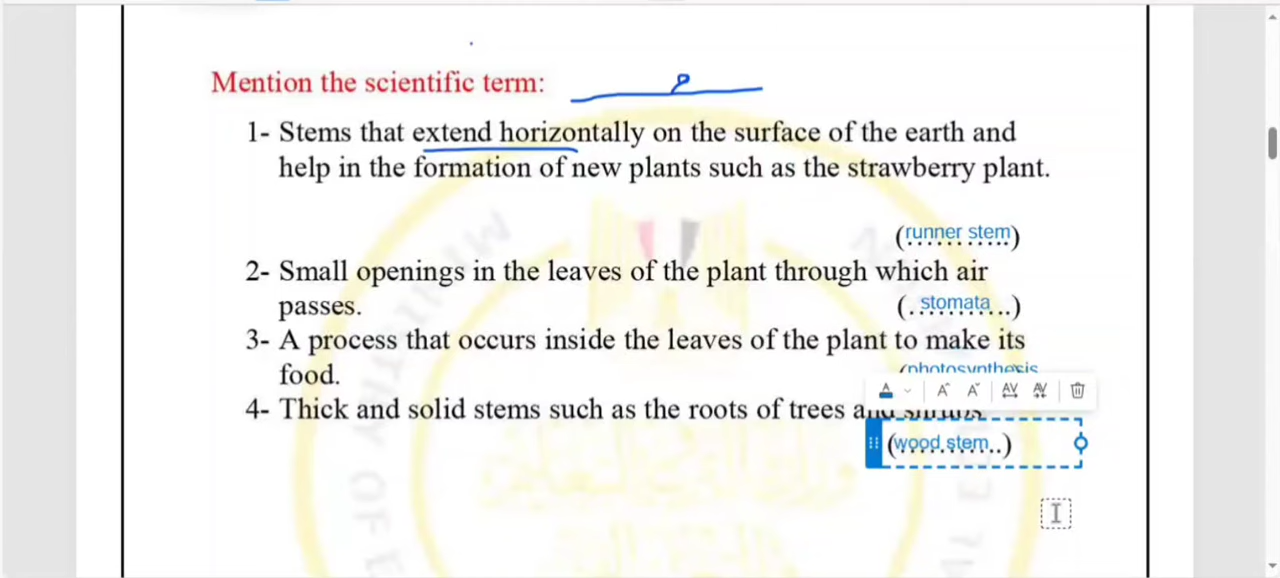 Mention the scientific term:
1- Stems that extend horizontally on the surface of the earth and
help in the formation of new plants such as the strawberry plant.
(runner stem)
2- Small openings in the leaves of the plant through which air
passes. (. stomata ..)
3- A process that occurs inside the leaves of the plant to make its
food. (photosynthesis
4- Thick and solid stems such as the roots of trees and shrubs
(wood stem..)